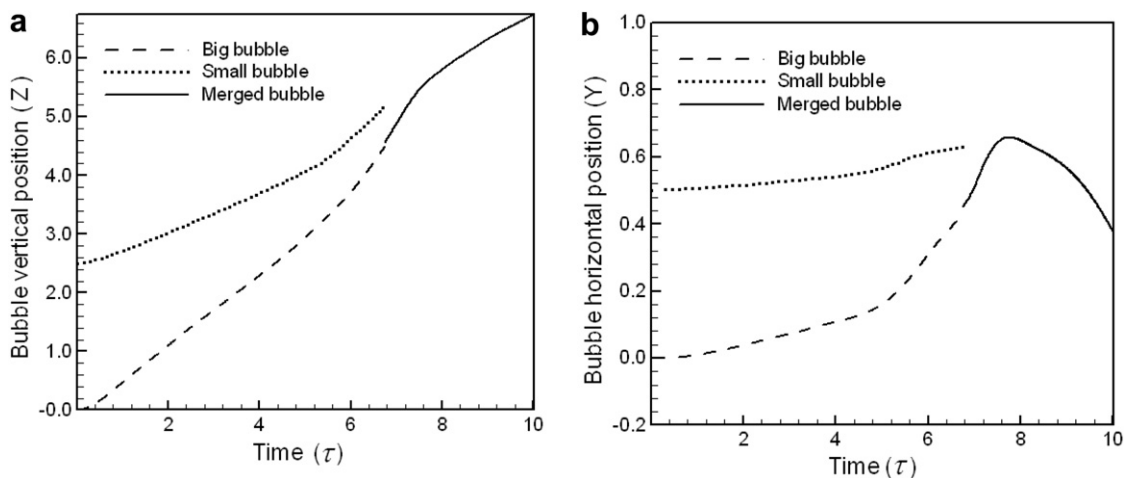 a
Big bubble
Small bubble
Merged bubble
Bubble vertical position (Z)
6.0
5.0
4.0
3.0
2.0
1.0
-0.0
2 4 6 8 10
Time (τ)
b
Big bubble
Small bubble
Merged bubble
Bubble horizontal position (Y)
1.0
0.8
0.6
0.4
0.2
0.0
-0.2
2 4 6 8 10
Time (τ)